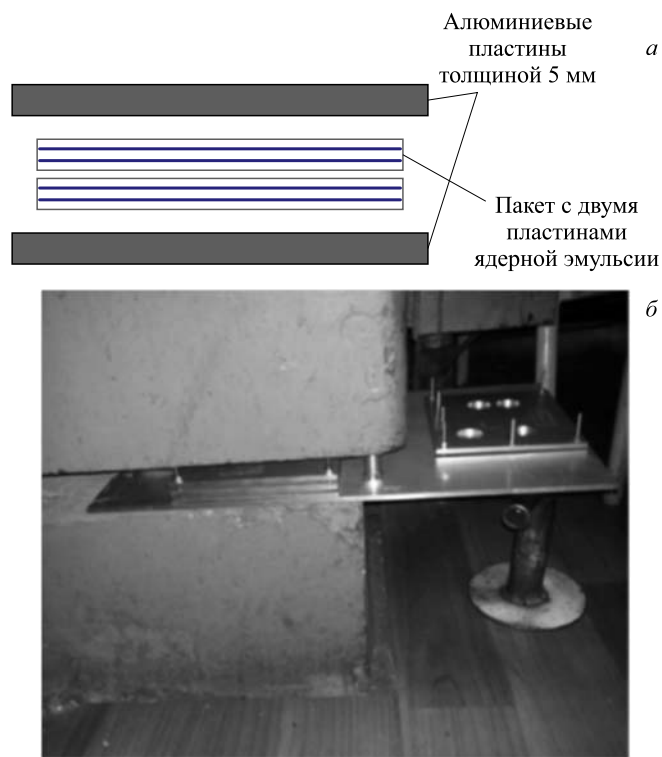 Алюминиевые
пластины
толщиной 5 мм
а
Пакет с двумя
пластинами
ядерной эмульсии
б